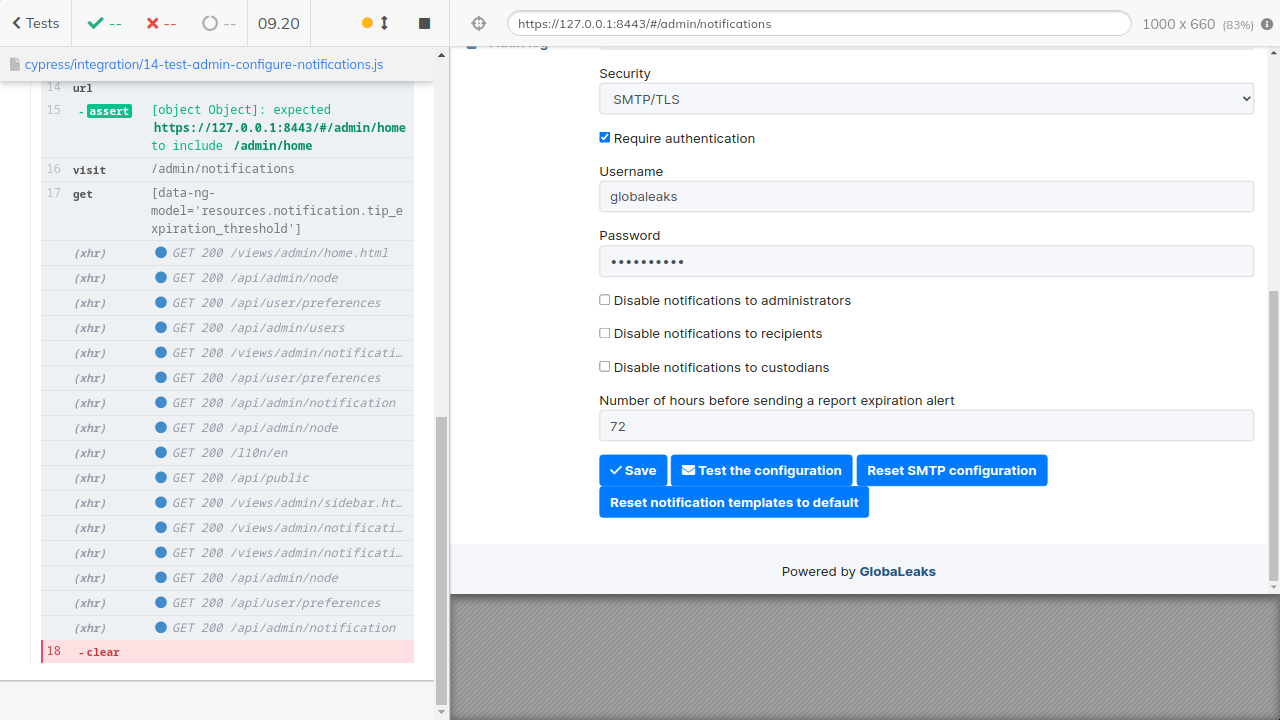 Tests
--
--
--
09.20
https://127.0.0.1:8443/#/admin/notifications
1000 x 660 (83%)
cypress/integration/14-test-admin-configure-notifications.js
14 url
15 -assert [object Object]: expected
https://127.0.0.1:8443/#/admin/home
to include /admin/home
16 visit /admin/notifications
17 get [data-ng-
model='resources.notification.tip_e
xpiration_threshold']
(xhr) GET 200 /views/admin/home.html
(xhr) GET 200 /api/admin/node
(xhr) GET 200 /api/user/preferences
(xhr) GET 200 /api/admin/users
(xhr) GET 200 /views/admin/notificati…
(xhr) GET 200 /api/user/preferences
(xhr) GET 200 /api/admin/notification
(xhr) GET 200 /api/admin/node
(xhr) GET 200 /l10n/en
(xhr) GET 200 /api/public
(xhr) GET 200 /views/admin/sidebar.ht…
(xhr) GET 200 /views/admin/notificati…
(xhr) GET 200 /views/admin/notificati…
(xhr) GET 200 /api/admin/node
(xhr) GET 200 /api/user/preferences
(xhr) GET 200 /api/admin/notification
18 -clear
Security
SMTP/TLS
Require authentication
Username
globaleaks
Password
••••••••••
Disable notifications to administrators
Disable notifications to recipients
Disable notifications to custodians
Number of hours before sending a report expiration alert
72
Save
Test the configuration
Reset SMTP configuration
Reset notification templates to default
Powered by GlobaLeaks